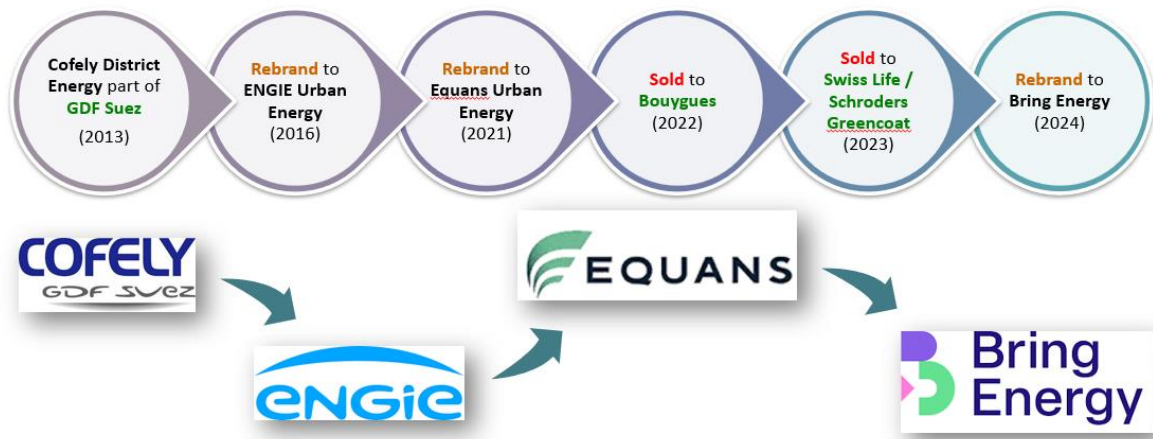 Cofely District
Energy part of
GDF Suez
(2013)
Rebrand to
ENGIE Urban
Energy
(2016)
Rebrand to
Equans Urban
Energy
(2021)
Sold to
Bouygues
(2022)
Sold to
Swiss Life /
Schroders
Greencoat
(2023)
Rebrand to
Bring Energy
(2024)
COFELY
GDF SUEZ
ENGIE
EQUANS
Bring
Energy